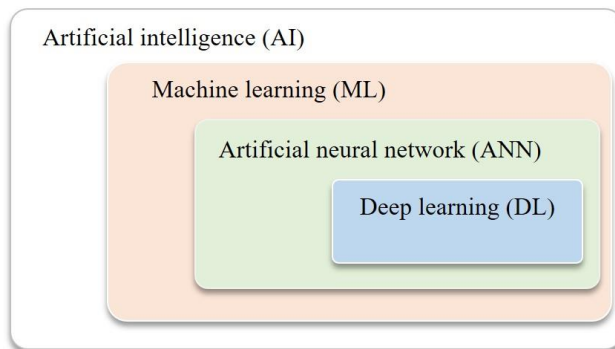 Artificial intelligence (AI)
Machine learning (ML)
Artificial neural network (ANN)
Deep learning (DL)